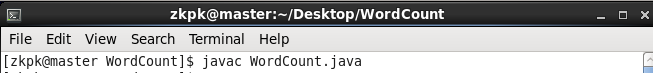 zkpk@master:~/Desktop/WordCount
File Edit View Search Terminal Help
[zkpk@master WordCount]$ javac WordCount.java